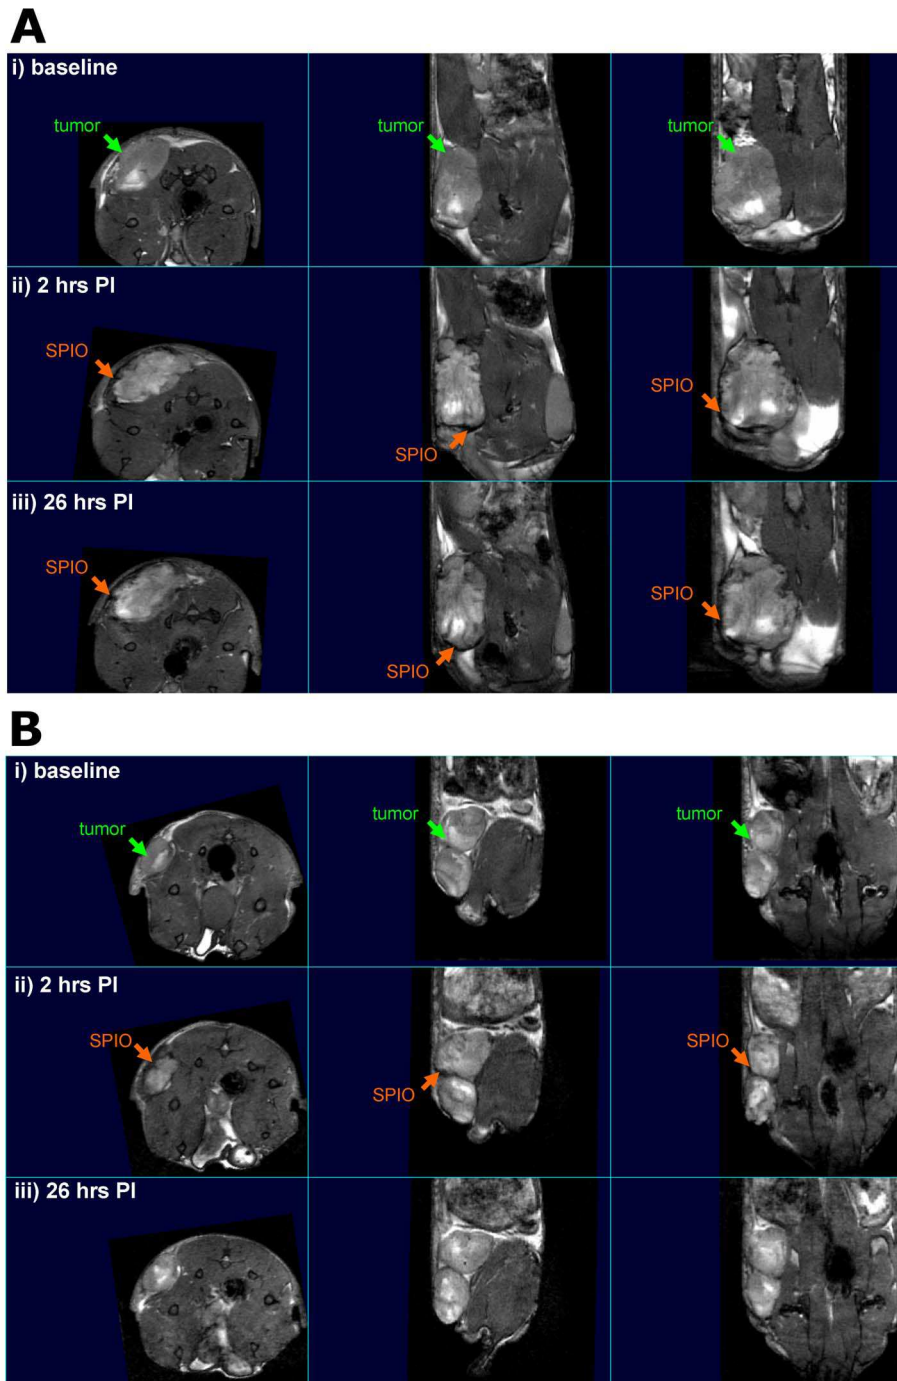 A
i) baseline
tumor tumor tumor
ii) 2 hrs PI
SPIO
SPIO
SPIO
iii) 26 hrs PI
SPIO
SPIO
SPIO
B
i) baseline
tumor tumor tumor
ii) 2 hrs PI
SPIO SPIO
SPIO
iii) 26 hrs PI